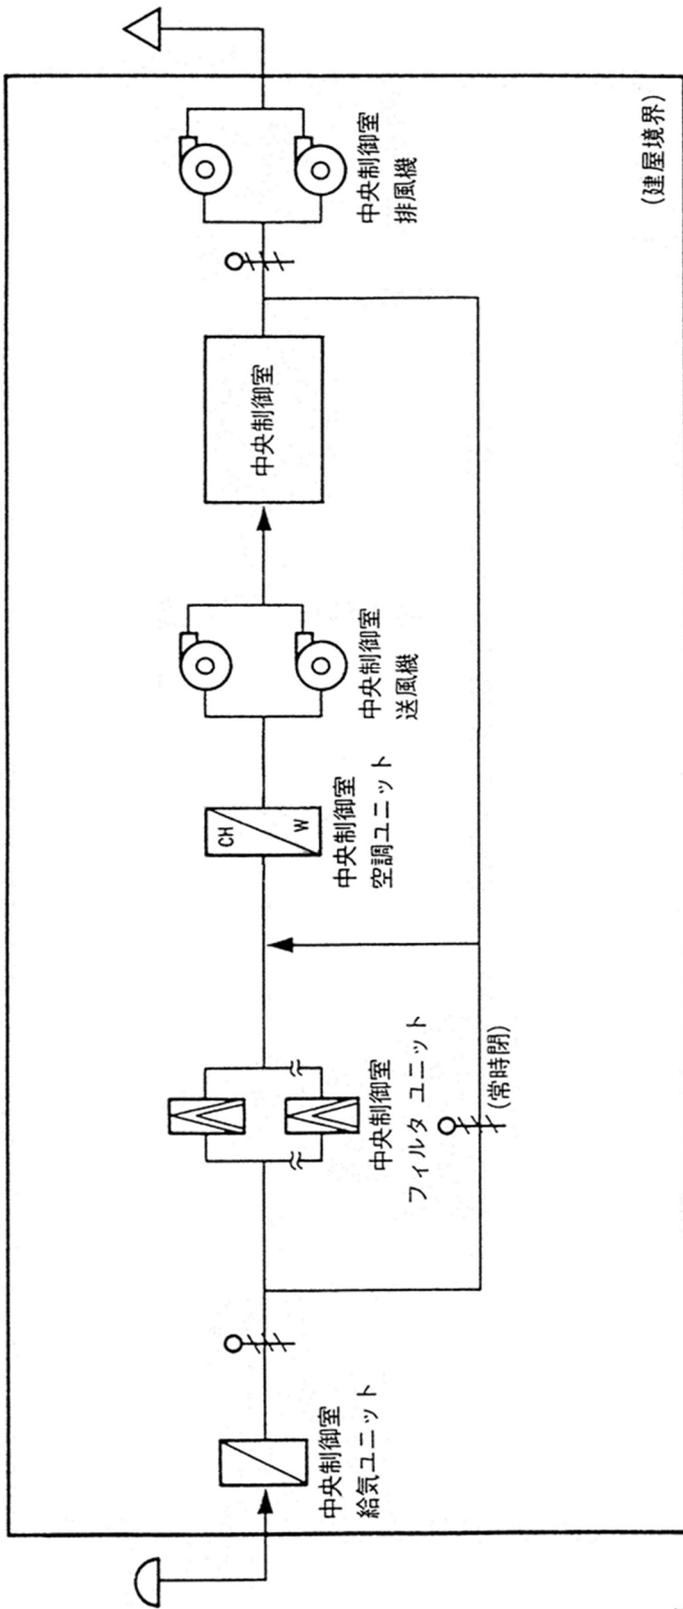 中央制御室
給気ユニット
中央制御室
フィルタ ユニット
(常時閉)
CH
W
中央制御室
空調ユニット
中央制御室
送風機
中央制御室
中央制御室
排風機
(建屋境界)